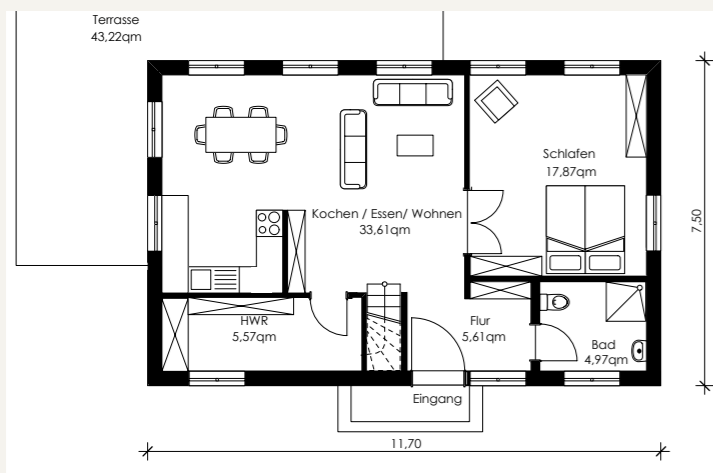 Terrasse
43,22qm
Schlafen
17,87qm
Kochen / Essen/ Wohnen
33,61qm
7,50
HWR
5,57qm
Flur
5,61qm
Bad
4,97qm
Eingang
11,70